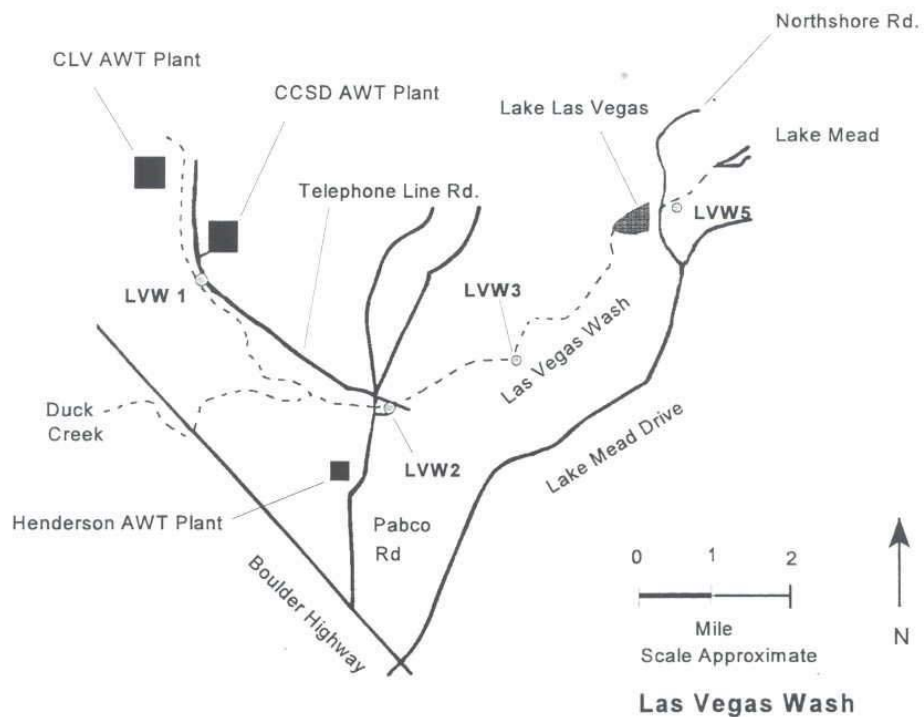 Northshore Rd.
CLV AWT Plant
CCSD AWT Plant
Lake Las Vegas
Lake Mead
Telephone Line Rd.
LVW5
LVW 1
LVW3
Las Vegas Wash
Duck
Creek
LVW2
Lake Mead Drive
Henderson AWT Plant
Pabco
Rd
Boulder Highway
0 1 2
Mile
Scale Approximate
N
Las Vegas Wash